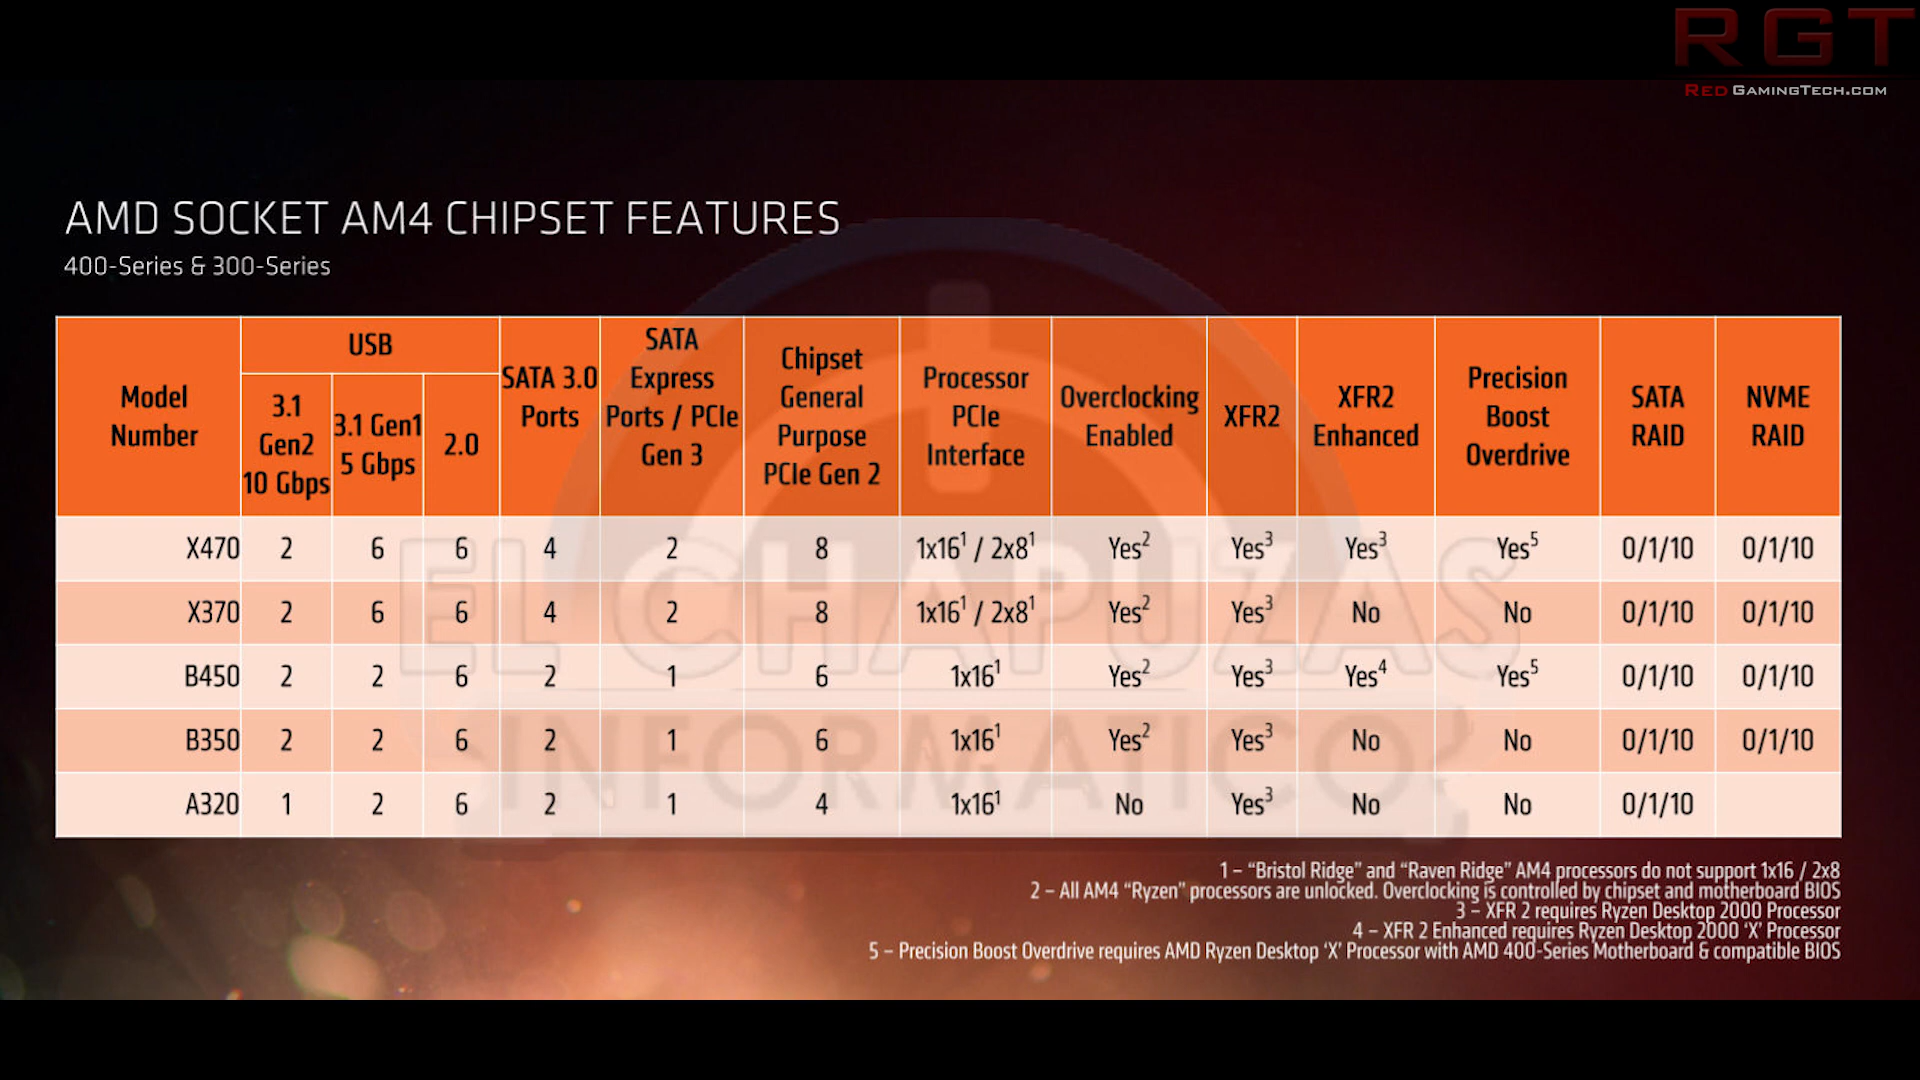 RGT
RED GAMINGTECH.COM
AMD SOCKET AM4 CHIPSET FEATURES
400-Series & 300-Series
Model Number USB 3.1 Gen2 10 Gbps 3.1 Gen1 5 Gbps 2.0 SATA 3.0 Ports SATA Express Ports / PCIe Gen 3 Chipset General Purpose PCIe Gen 2 Processor PCIe Interface Overclocking Enabled XFR2 XFR2 Enhanced Precision Boost Overdrive SATA RAID NVME RAID
X470 2 6 6 4 2 8 1x16¹ / 2x8¹ Yes² Yes³ Yes³ Yes⁵ 0/1/10 0/1/10
X370 2 6 6 4 2 8 1x16¹ / 2x8¹ Yes² Yes³ No No 0/1/10 0/1/10
B450 2 2 6 2 1 6 1x16¹ Yes² Yes³ Yes⁴ Yes⁵ 0/1/10 0/1/10
B350 2 2 6 2 1 6 1x16¹ Yes² Yes³ No No 0/1/10 0/1/10
A320 1 2 6 2 1 4 1x16¹ No Yes³ No No 0/1/10
EL CHAPUZAS
INFORMATICO
1 – “Bristol Ridge” and “Raven Ridge” AM4 processors do not support 1x16 / 2x8
2 – All AM4 “Ryzen” processors are unlocked. Overclocking is controlled by chipset and motherboard BIOS
3 – XFR 2 requires Ryzen Desktop 2000 Processor
4 – XFR 2 Enhanced requires Ryzen Desktop 2000 ‘X’ Processor
5 – Precision Boost Overdrive requires AMD Ryzen Desktop ‘X’ Processor with AMD 400-Series Motherboard & compatible BIOS